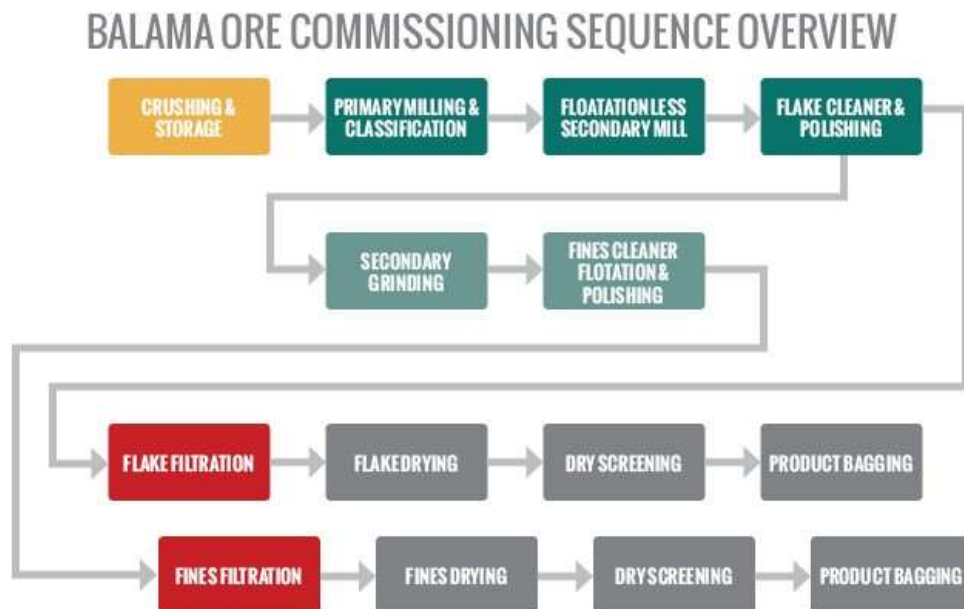 BALAMA ORE COMMISSIONING SEQUENCE OVERVIEW
CRUSHING &
STORAGE
PRIMARY MILLING &
CLASSIFICATION
FLOATATION LESS
SECONDARY MILL
FLAKE CLEANER &
POLISHING
SECONDARY
GRINDING
FINES CLEANER
FLOTATION &
POLISHING
FLAKE FILTRATION
FLAKE DRYING
DRY SCREENING
PRODUCT BAGGING
FINES FILTRATION
FINES DRYING
DRY SCREENING
PRODUCT BAGGING